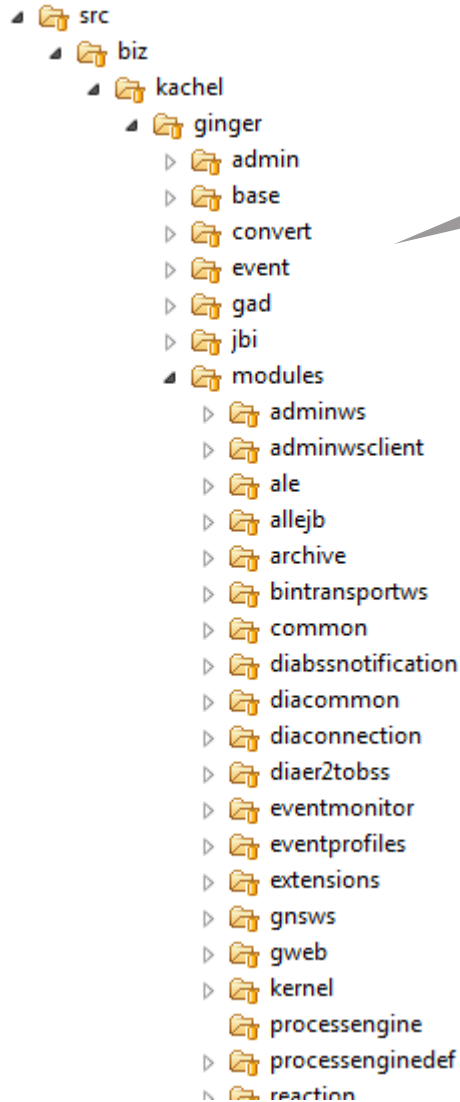 src
biz
kachel
ginger
admin
base
convert
event
gad
jbi
modules
adminws
adminwsclient
ale
allejb
archive
bintransportws
common
diabssnotification
diacommon
diaconnection
diaer2tobss
eventmonitor
eventprofiles
extensions
gnsws
gweb
kernel
processengine
processenginedef
reaction